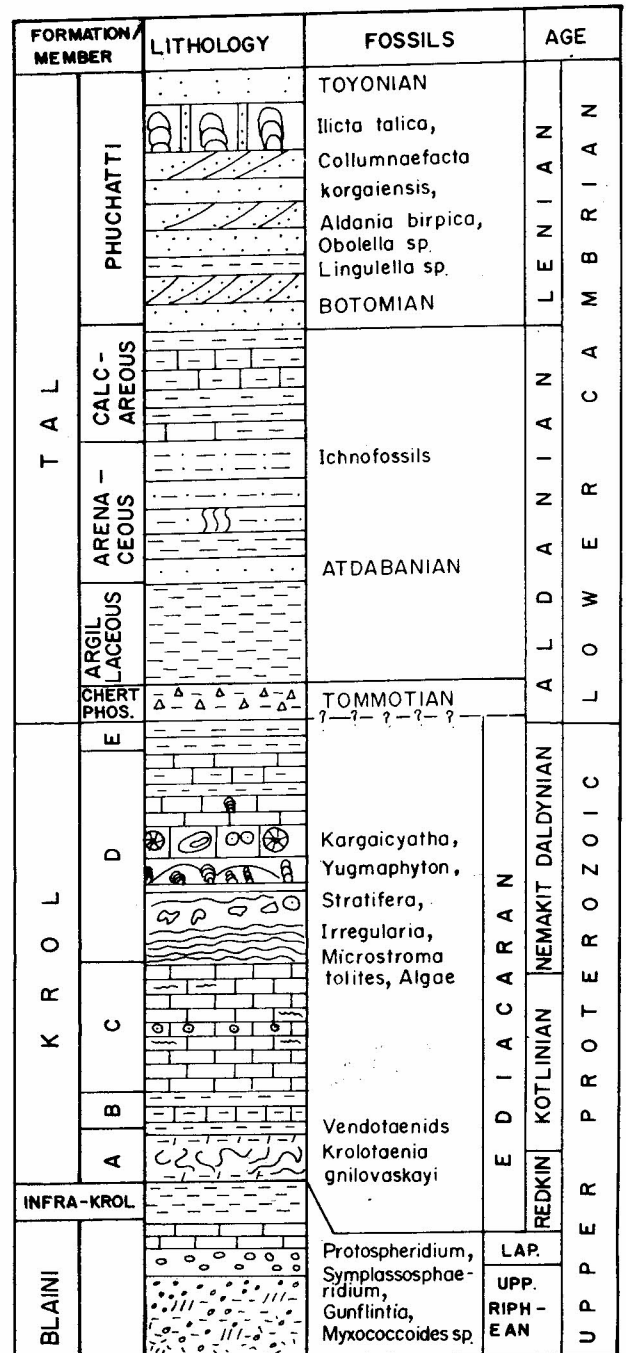 FORMATION/
MEMBER
LITHOLOGY
FOSSILS
AGE
TAL
PHUCHATTI
CALC-
AREOUS
ARENA-
CEOUS
ARGIL
LACEOUS
CHERT
PHOS.
KROL
E
D
C
B
A
INFRA-KROL
BLAINI
TOYONIAN
Ilicta talica,
Collumnaefacta
korgaiensis,
Aldania birpica,
Obolella sp.
Lingulella sp.
BOTOMIAN
Ichnofossils
ATDABANIAN
TOMMOTIAN
?-?-?-?-?
Kargaicyatha,
Yugmaphyton,
Stratifera,
Irregularia,
Microstroma
tolites, Algae
Vendotaenids
Krolotaenia
gnilovaskayi
Protospheridium,
Symplassosphae-
ridium,
Gunflintia,
Myxococcoides sp.
LENIAN
ALDANIAN
LOWER CAMBRIAN
EDIACARAN
NEMAKIT DALDYNIAN
KOTLINIAN
REDKIN
LAP.
UPP.
RIPH-
EAN
UPPER PROTEROZOIC